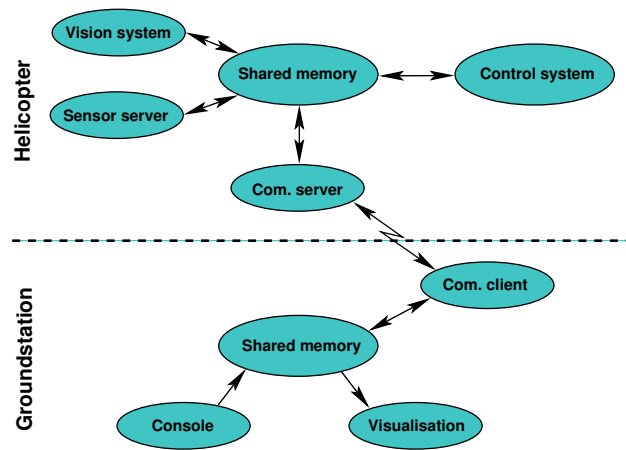 Helicopter
Vision system
Shared memory
Control system
Sensor server
Com. server
Groundstation
Com. client
Shared memory
Console
Visualisation